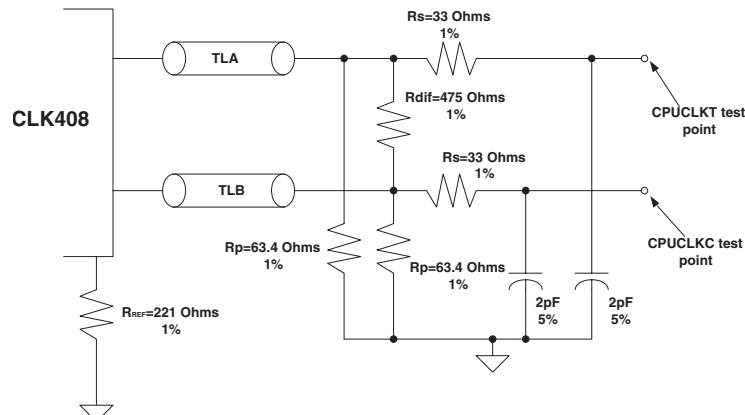 Rs=33 Ohms
1%
TLA
Rdif=475 Ohms
1%
CPUCLKT test
point
CLK408
Rs=33 Ohms
1%
TLB
CPUCLKC test
point
Rp=63.4 Ohms
1%
Rp=63.4 Ohms
1%
2pF
5%
2pF
5%
RREF=221 Ohms
1%